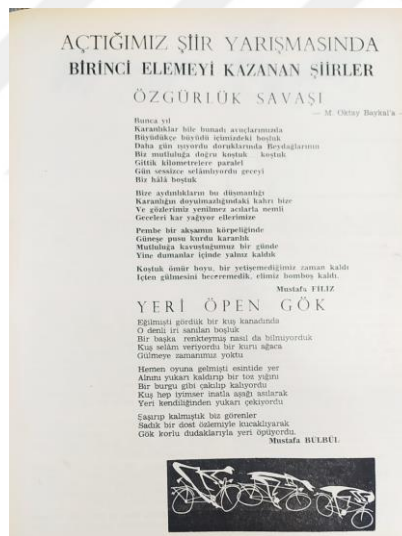 AÇTIĞIMIZ ŞİİR YARIŞMASINDA
BİRİNCİ ELEMEYİ KAZANAN ŞİİRLER
ÖZGÜRLÜK SAVAŞI
— M. Oktay Baykal'a —
Bunca yıl
Karanlıklar bile bunadı avuçlarımızda
Büyüdükçe büyüdü içimizdeki boşluk
Daha gün ışıyordu doruklarında Beydağlarının
Biz mutluluğa doğru koştuk koştuk
Gittik kilometrelere paralel
Gün sessizce selâmlıyordu geceyi
Biz hâlâ boştuk
Bize aydınlıkların bu düşmanlığı
Karanlığın doyulmazlığındaki kahrı bize
Ve gözlerimiz yenilmez acılarla nemli
Geceleri kar yağıyor ellerimize
Pembe bir akşamın körpeliğinde
Güneşe pusu kurdu karanlık
Mutluluğa kavuştuğumuz bir günde
Yine dumanlar içinde yalnız kaldık
Koştuk ömür boyu, bir yetişemediğimiz zaman kaldı
İçten gülmesini beceremedik, elimiz bomboş kaldı.
Mustafa FİLİZ
YERİ ÖPEN GÖK
Eğilmişti gördük bir kuş kanadında
O denli iri sanılan boşluk
Bir başka renkteymiş nasıl da bilmiyorduk
Kuş selâm veriyordu bir kuru ağaca
Gülmeye zamanımız yoktu
Hemen oyuna gelmişti esintide yer
Alnını yukarı kaldırıp bir toz yığını
Bir burgu gibi çakılıp kalıyordu
Kuş hep iyimser inatla aşağı asılarak
Yeri kendiliğinden yukarı çekiyordu
Şaşırıp kalmıştık biz görenler
Sadık bir dost özlemiyle kucaklıyarak
Gök korlu dudaklarıyla yeri öpüyordu.
Mustafa BÜLBÜL